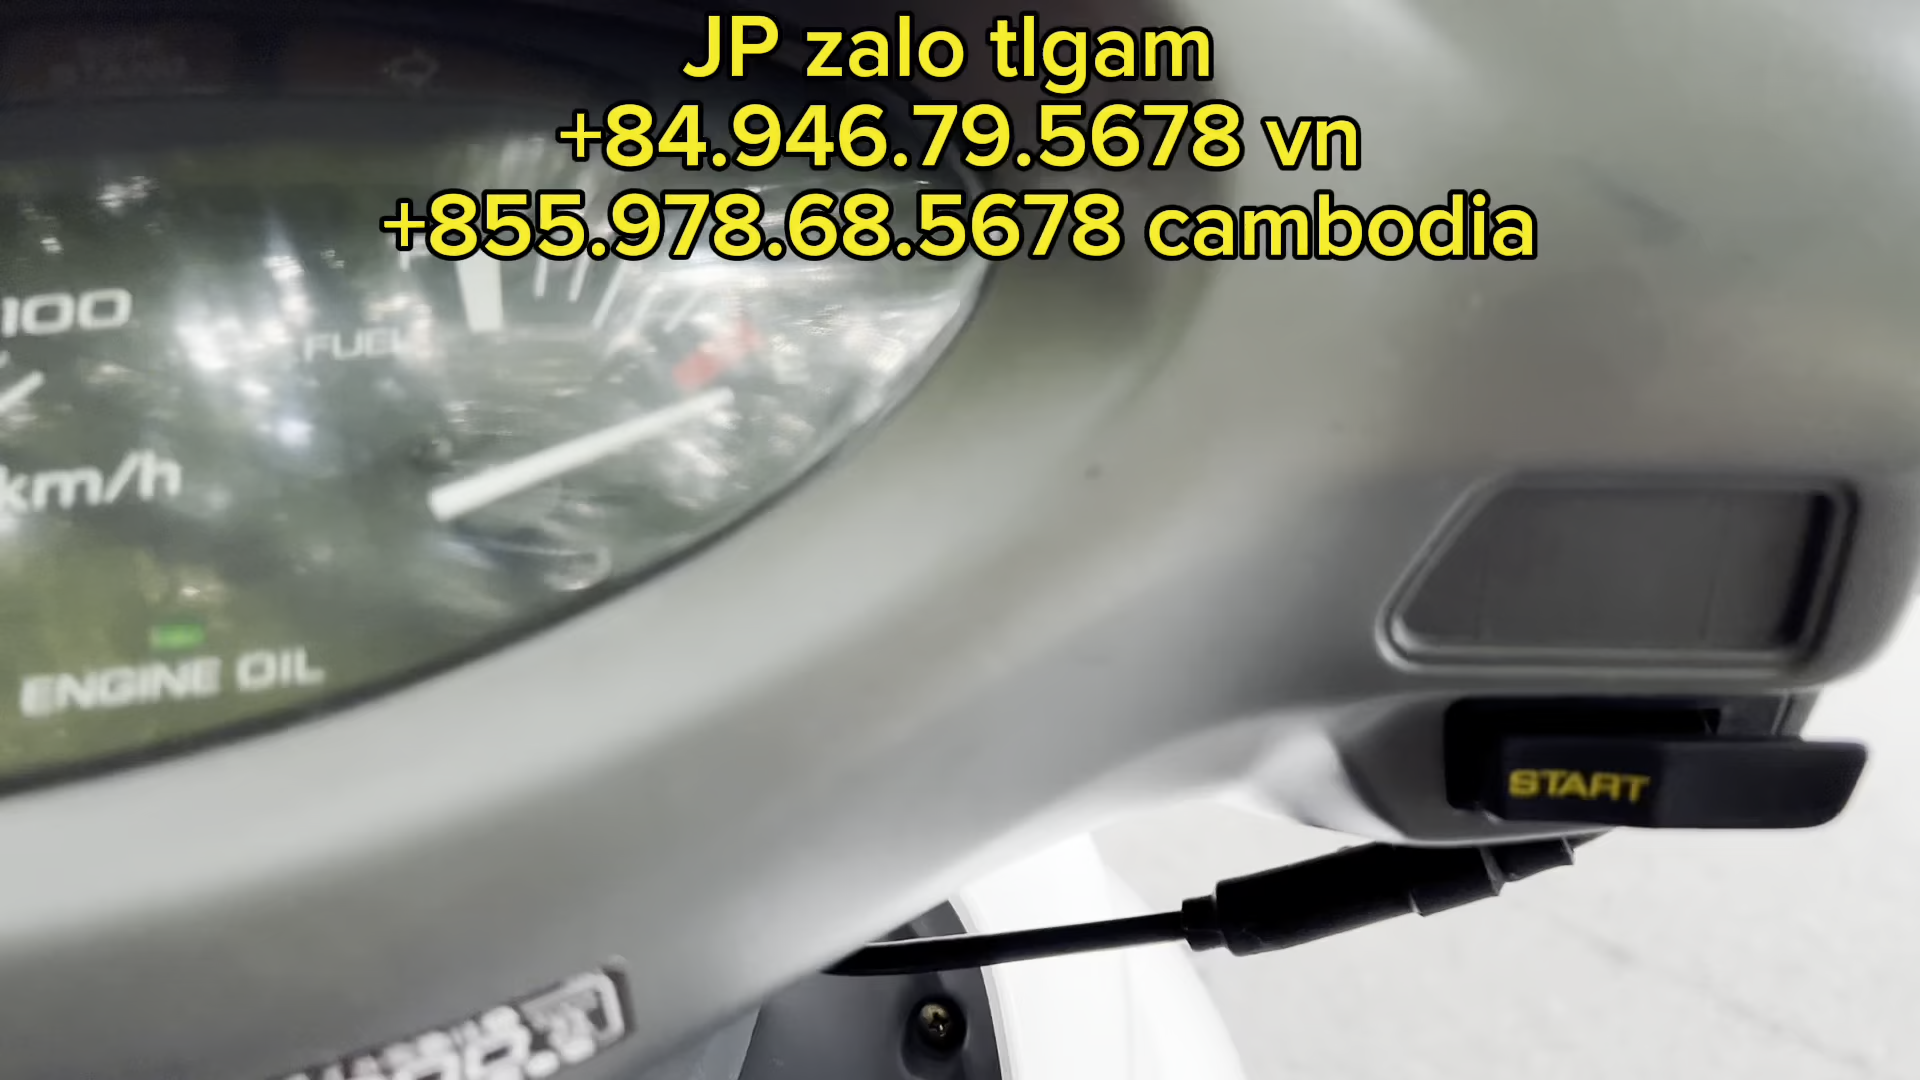 JP zalo tlgam
+84.946.79.5678 vn
+855.978.68.5678 cambodia
100
FUEL
km/h
ENGINE OIL
START